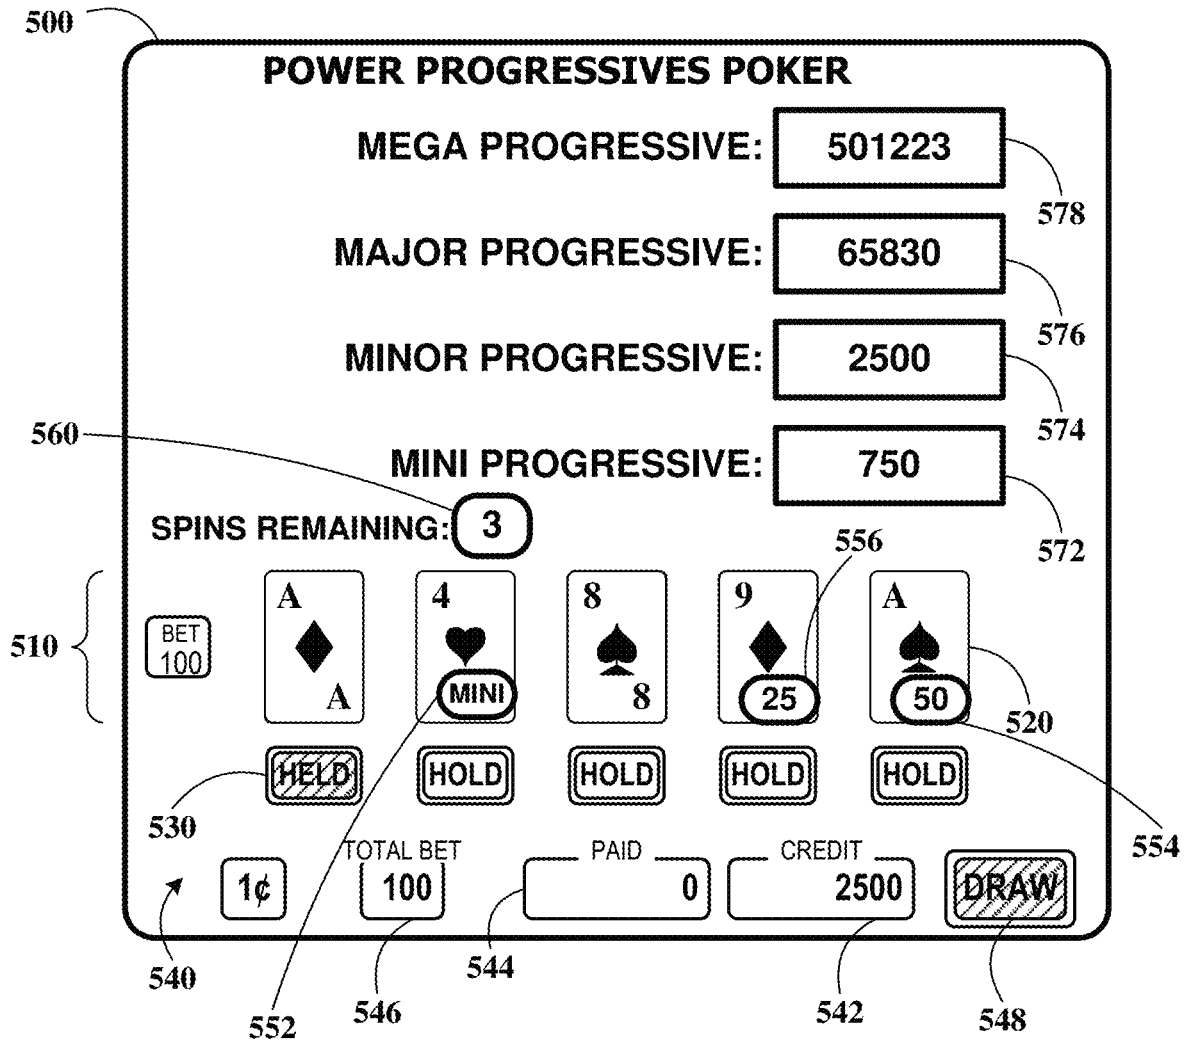 500
POWER PROGRESSIVES POKER
MEGA PROGRESSIVE: 501223
578
MAJOR PROGRESSIVE: 65830
576
MINOR PROGRESSIVE: 2500
574
560
MINI PROGRESSIVE: 750
572
SPINS REMAINING: 3
556
510
BET
100
A
A
4
MINI
8
8
9
25
A
50
520
HELD HOLD HOLD HOLD HOLD
530
554
TOTAL BET PAID CREDIT
1¢ 100 0 2500 DRAW
540
544
552
546
542
548